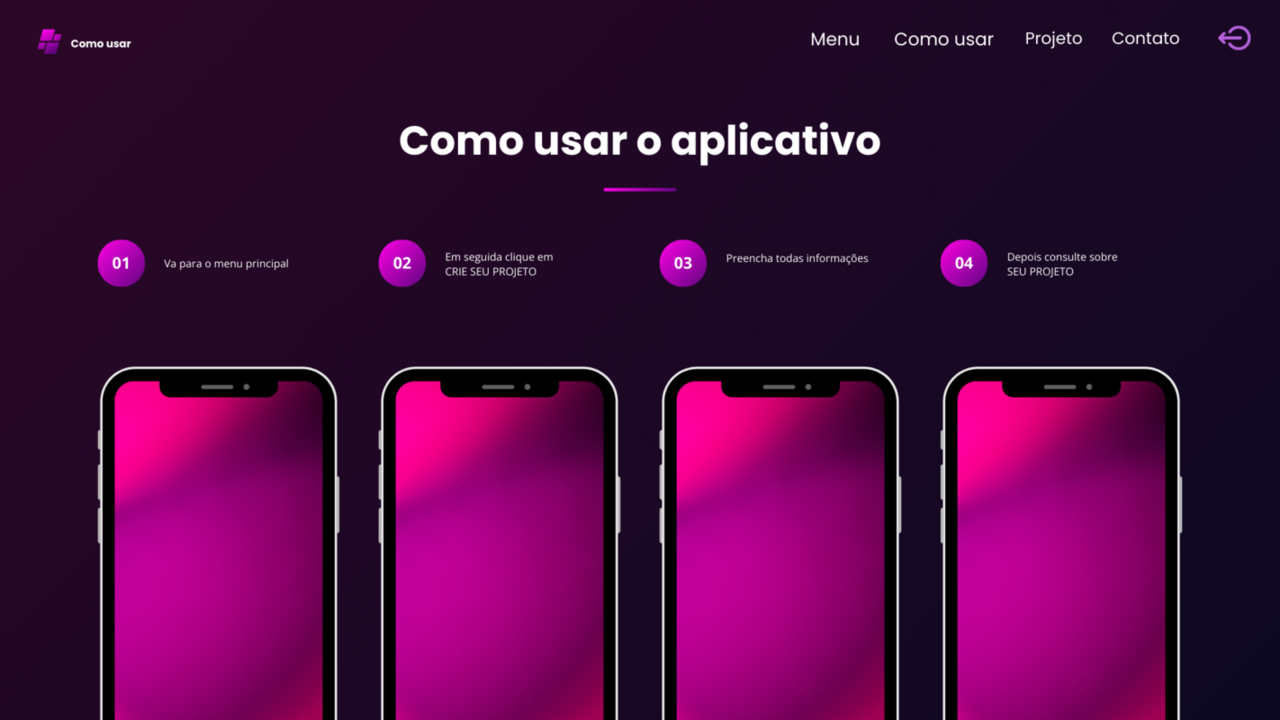 Como usar
Menu
Como usar
Projeto
Contato
Como usar o aplicativo
01
Va para o menu principal
02
Em seguida clique em
CRIE SEU PROJETO
03
Preencha todas informações
04
Depois consulte sobre
SEU PROJETO